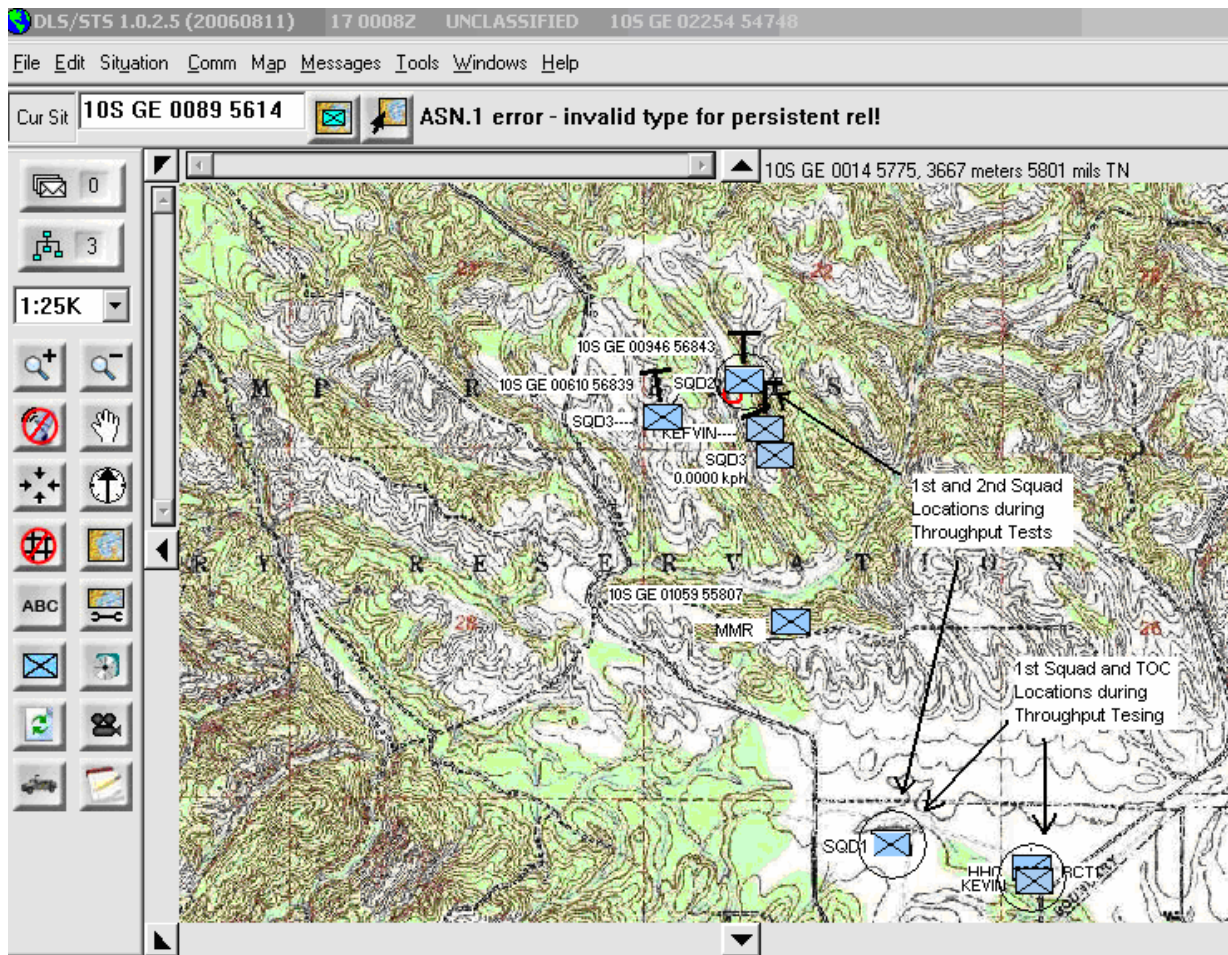 DLS/STS 1.0.2.5 (20060811) 17 0008Z UNCLASSIFIED 10S GE 02254 54748
File Edit Situation Comm Map Messages Tools Windows Help
Cur Sit 10S GE 0089 5614 ASN.1 error - invalid type for persistent rel!
0
10S GE 0014 5775, 3667 meters 5801 mils TN
3
1:25K
22
10S GE 00946 56843
10S GE 00610 56839
SQD2
A M P R S
SQD3----
KEFVIN----
SQD3
0.0000 kph
1st and 2nd Squad
Locations during
Throughput Tests
R Y R E S E R V A T I O N
ABC
10S GE 01059 55807
28
MMR
26
1st Squad and TOC
Locations during
Throughput Tesing
SQD1
KEVIN